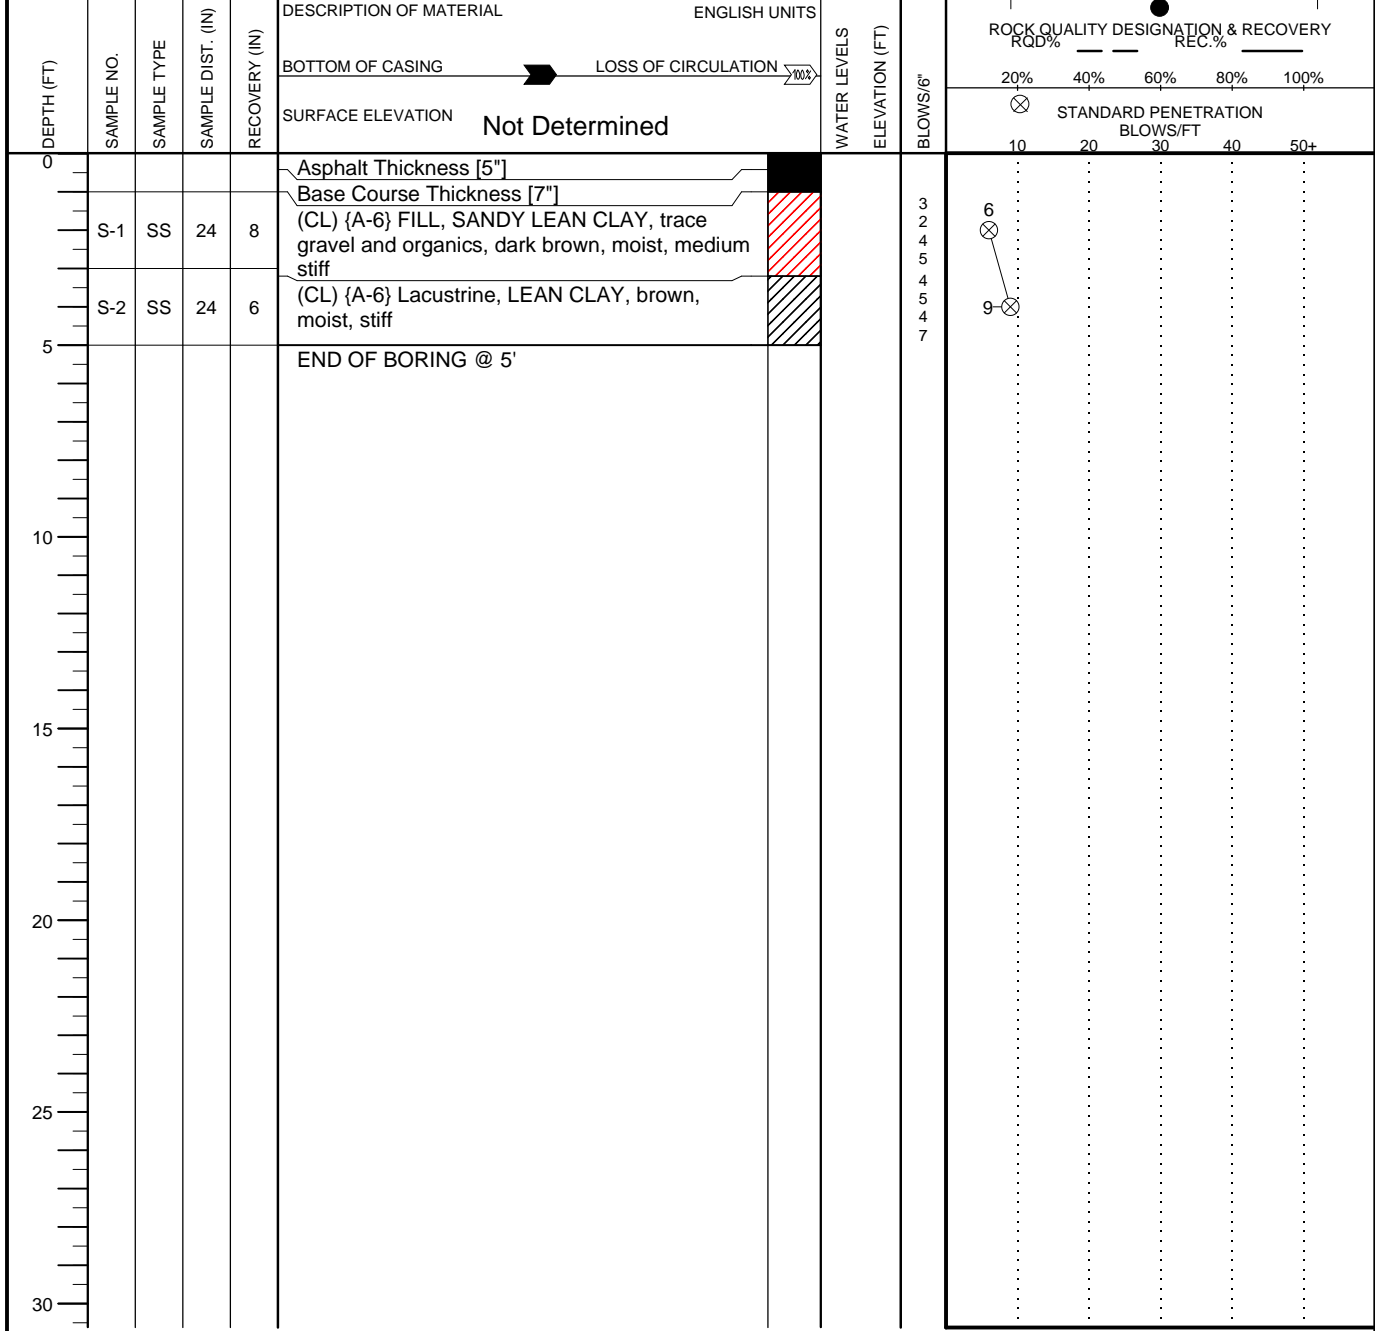 DESCRIPTION OF MATERIAL ENGLISH UNITS
BOTTOM OF CASING LOSS OF CIRCULATION 100%
SURFACE ELEVATION Not Determined
DEPTH (FT)
SAMPLE NO.
SAMPLE TYPE
SAMPLE DIST. (IN)
RECOVERY (IN)
WATER LEVELS
ELEVATION (FT)
BLOWS/6"
ROCK QUALITY DESIGNATION & RECOVERY
RQD% REC.%
20% 40% 60% 80% 100%
STANDARD PENETRATION
BLOWS/FT
10 20 30 40 50+
0
Asphalt Thickness [5"]
Base Course Thickness [7"]
S-1 SS 24 8
(CL) {A-6} FILL, SANDY LEAN CLAY, trace
gravel and organics, dark brown, moist, medium
stiff
3
2
4
5
6
S-2 SS 24 6
(CL) {A-6} Lacustrine, LEAN CLAY, brown,
moist, stiff
4
5
4
7
9
5
END OF BORING @ 5'
10
15
20
25
30